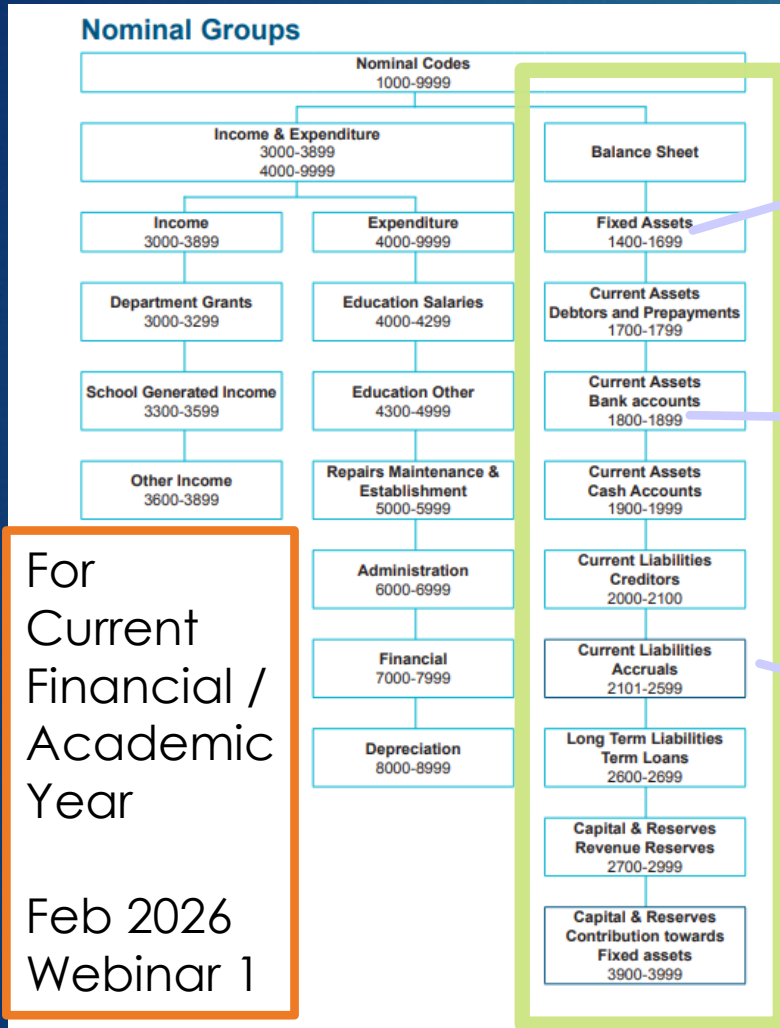 Nominal Groups
Nominal Codes
1000-9999
Income & Expenditure
3000-3899
4000-9999
Balance Sheet
Income
3000-3899
Expenditure
4000-9999
Fixed Assets
1400-1699
Department Grants
3000-3299
Education Salaries
4000-4299
Current Assets
Debtors and Prepayments
1700-1799
School Generated Income
3300-3599
Education Other
4300-4999
Current Assets
Bank accounts
1800-1899
Other Income
3600-3899
Repairs Maintenance &
Establishment
5000-5999
Current Assets
Cash Accounts
1900-1999
Administration
6000-6999
Current Liabilities
Creditors
2000-2100
Financial
7000-7999
Current Liabilities
Accruals
2101-2599
Depreciation
8000-8999
Long Term Liabilities
Term Loans
2600-2699
Capital & Reserves
Revenue Reserves
2700-2999
Capital & Reserves
Contribution towards
Fixed assets
3900-3999
For
Current
Financial /
Academic
Year
Feb 2026
Webinar 1